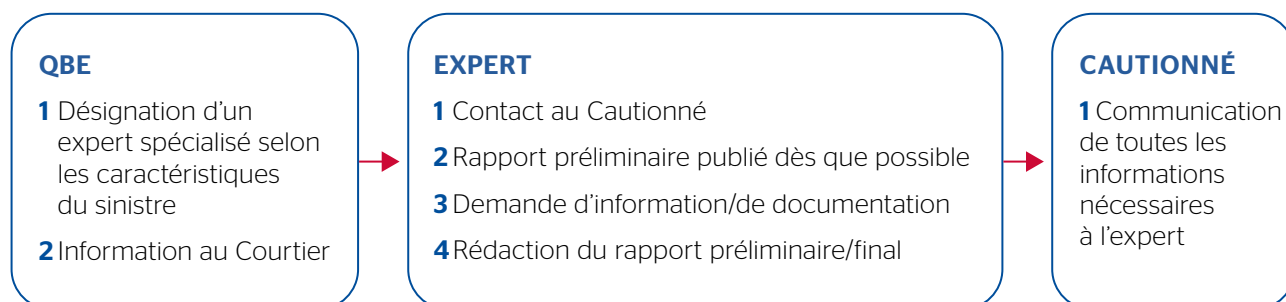 QBE
1 Désignation d'un
expert spécialisé selon
les caractéristiques
du sinistre
2 Information au Courtier
EXPERT
1 Contact au Cautionné
2 Rapport préliminaire publié dès que possible
3 Demande d'information/de documentation
4 Rédaction du rapport préliminaire/final
CAUTIONNÉ
1 Communication
de toutes les
informations
nécessaires
à l'expert